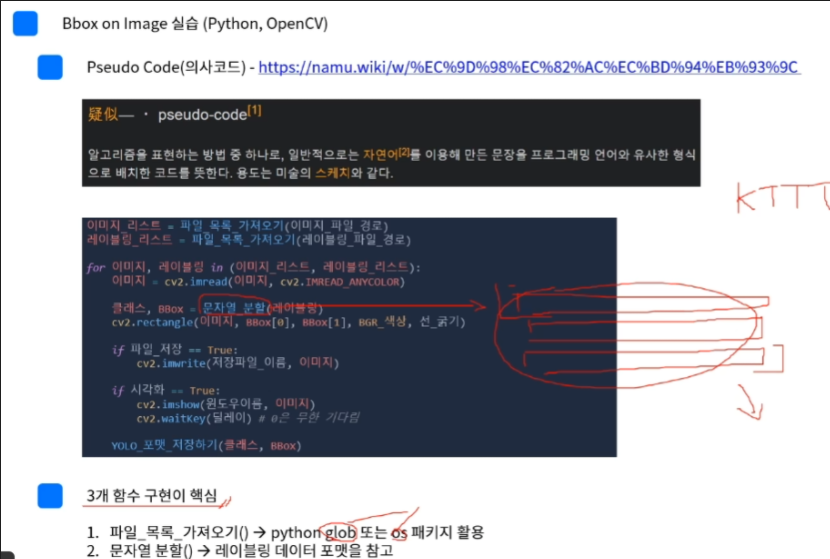 Bbox on Image 실습 (Python, OpenCV)
Pseudo Code(의사코드) - https://namu.wiki/w/%EC%9D%98%EC%82%AC%EC%BD%94%EB%93%9C
疑似— · pseudo-code[1]
알고리즘을 표현하는 방법 중 하나로, 일반적으로는 자연어[2]를 이용해 만든 문장을 프로그래밍 언어와 유사한 형식
으로 배치한 코드를 뜻한다. 용도는 미술의 스케치와 같다.
이미지_리스트 = 파일_목록_가져오기(이미지_파일_경로)
레이블링_리스트 = 파일_목록_가져오기(레이블링_파일_경로)
for 이미지, 레이블링 in (이미지_리스트, 레이블링_리스트):
이미지 = cv2.imread(이미지, cv2.IMREAD_ANYCOLOR)
클래스, BBox = 문자열_분할(레이블링)
cv2.rectangle(이미지, BBox[0], BBox[1], BGR_색상, 선_굵기)
if 파일_저장 == True:
cv2.imwrite(저장파일_이름, 이미지)
if 시각화 == True:
cv2.imshow(윈도우이름, 이미지)
cv2.waitKey(딜레이) # 0은 무한 기다림
YOLO_포맷_저장하기(클래스, BBox)
3개 함수 구현이 핵심
1. 파일_목록_가져오기() → python glob 또는 os 패키지 활용
2. 문자열 분할() → 레이블링 데이터 포맷을 참고